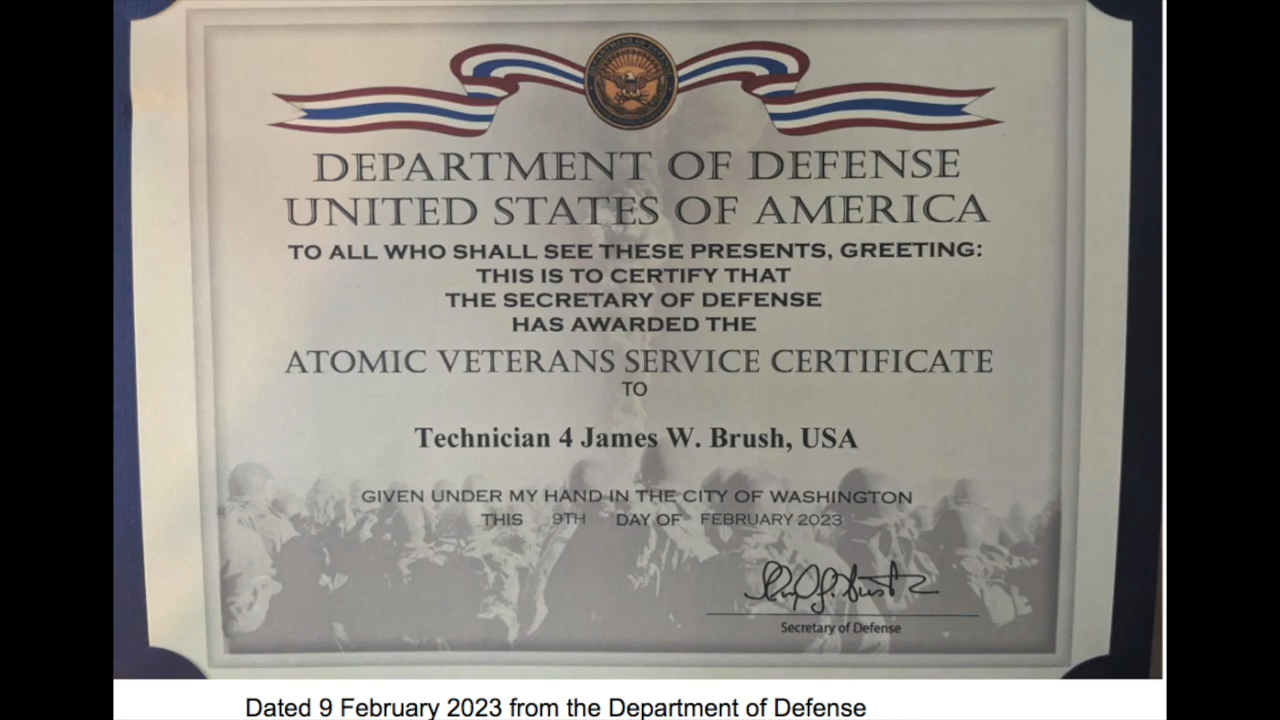 DEPARTMENT OF DEFENSE
UNITED STATES OF AMERICA
TO ALL WHO SHALL SEE THESE PRESENTS, GREETING:
THIS IS TO CERTIFY THAT
THE SECRETARY OF DEFENSE
HAS AWARDED THE
ATOMIC VETERANS SERVICE CERTIFICATE
TO
Technician 4 James W. Brush, USA
GIVEN UNDER MY HAND IN THE CITY OF WASHINGTON
THIS 9TH DAY OF FEBRUARY 2023
Secretary of Defense
Dated 9 February 2023 from the Department of Defense